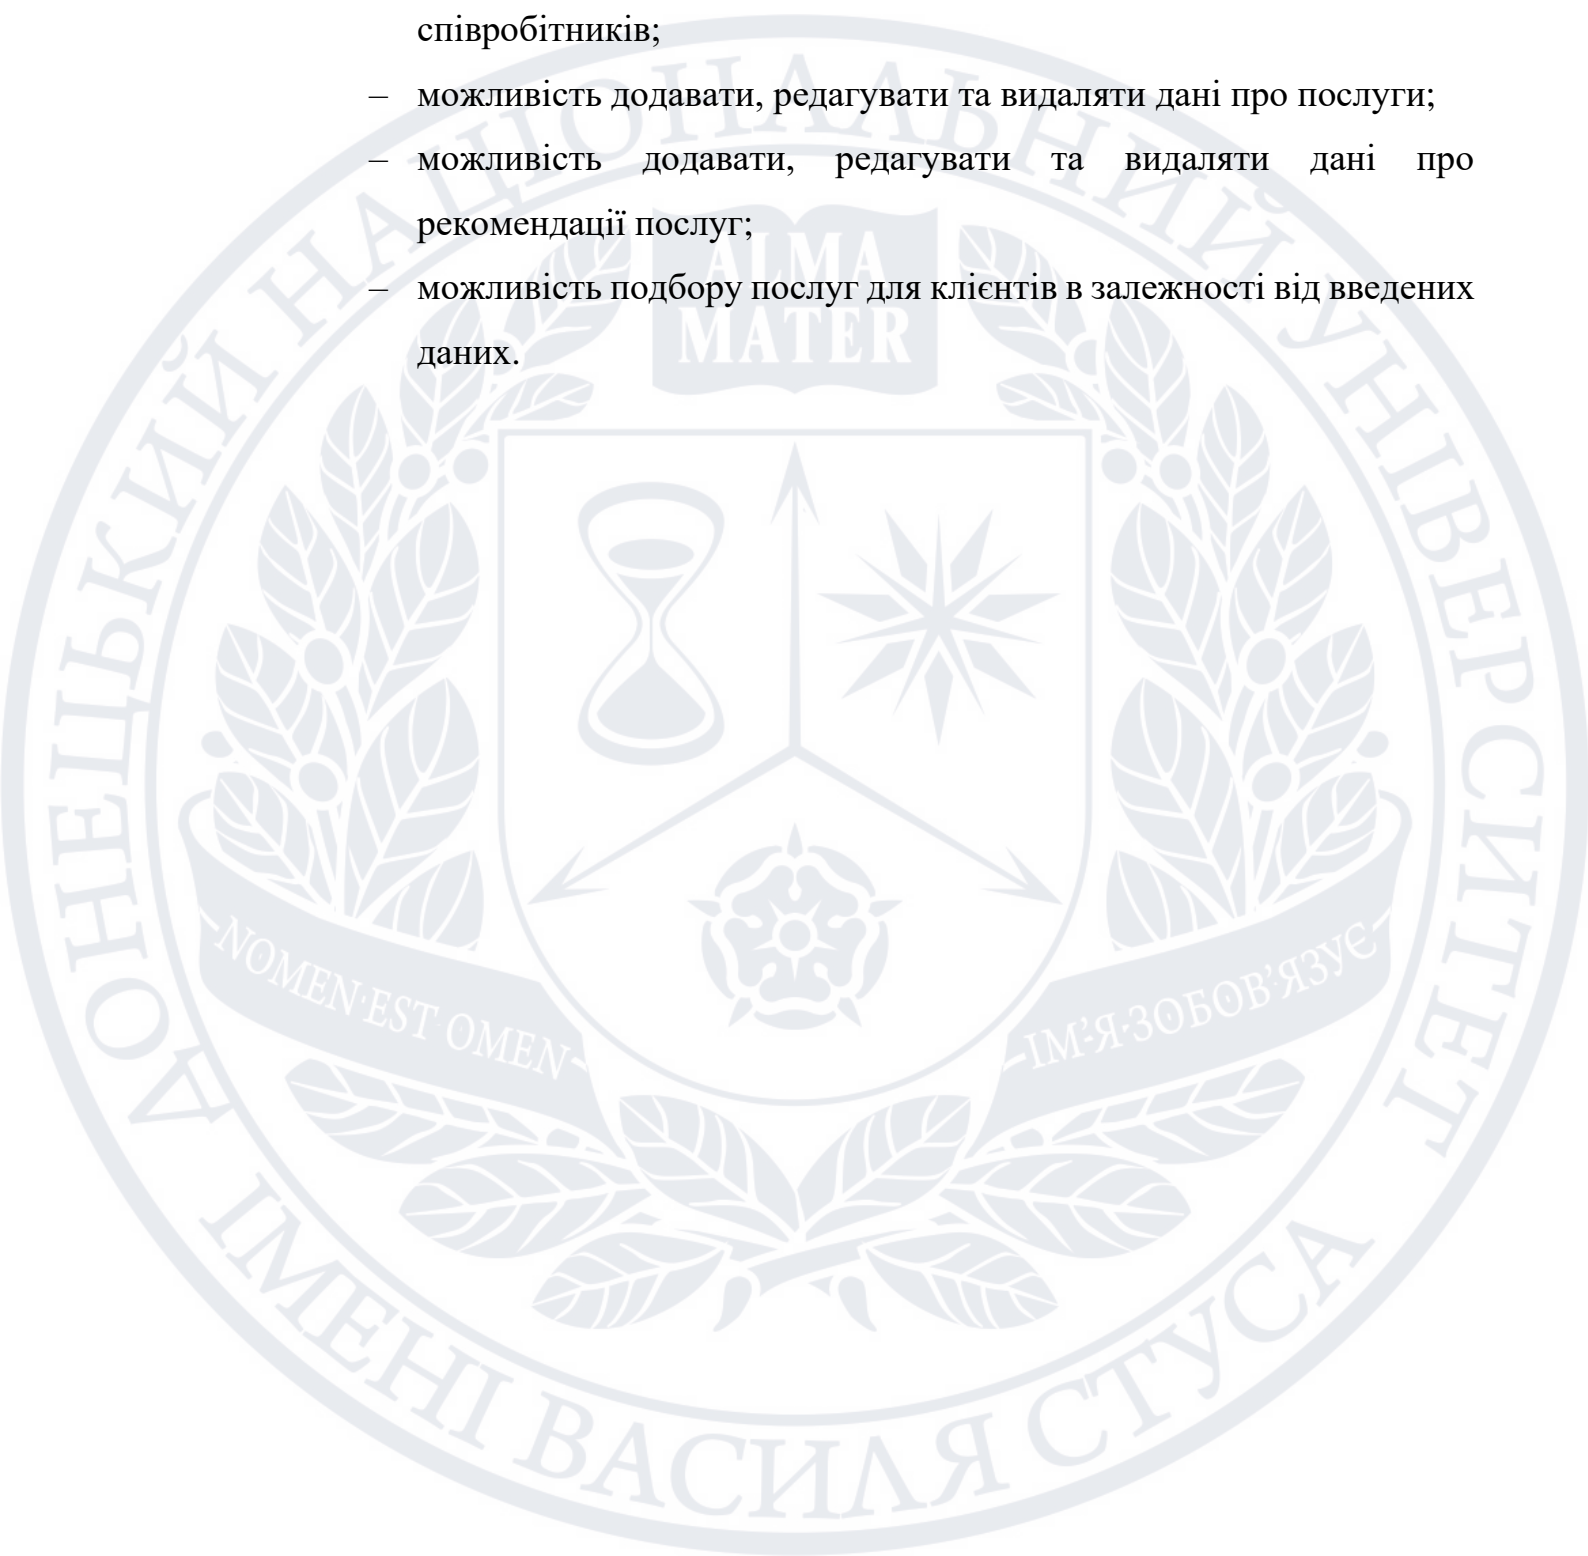 співробітників;
– можливість додавати, редагувати та видаляти дані про послуги;
– можливість додавати, редагувати та видаляти дані про
рекомендації послуг;
– можливість подбору послуг для клієнтів в залежності від введених
даних.
ДОНЕЦЬКИЙ НАЦІОНАЛЬНИЙ УНІВЕРСИТЕТ
ALMA
MATER
NOMEN·EST·OMEN
ІМ'Я·ЗОБОВ'ЯЗУЄ
ІМЕНІ ВАСИЛЯ СТУСА